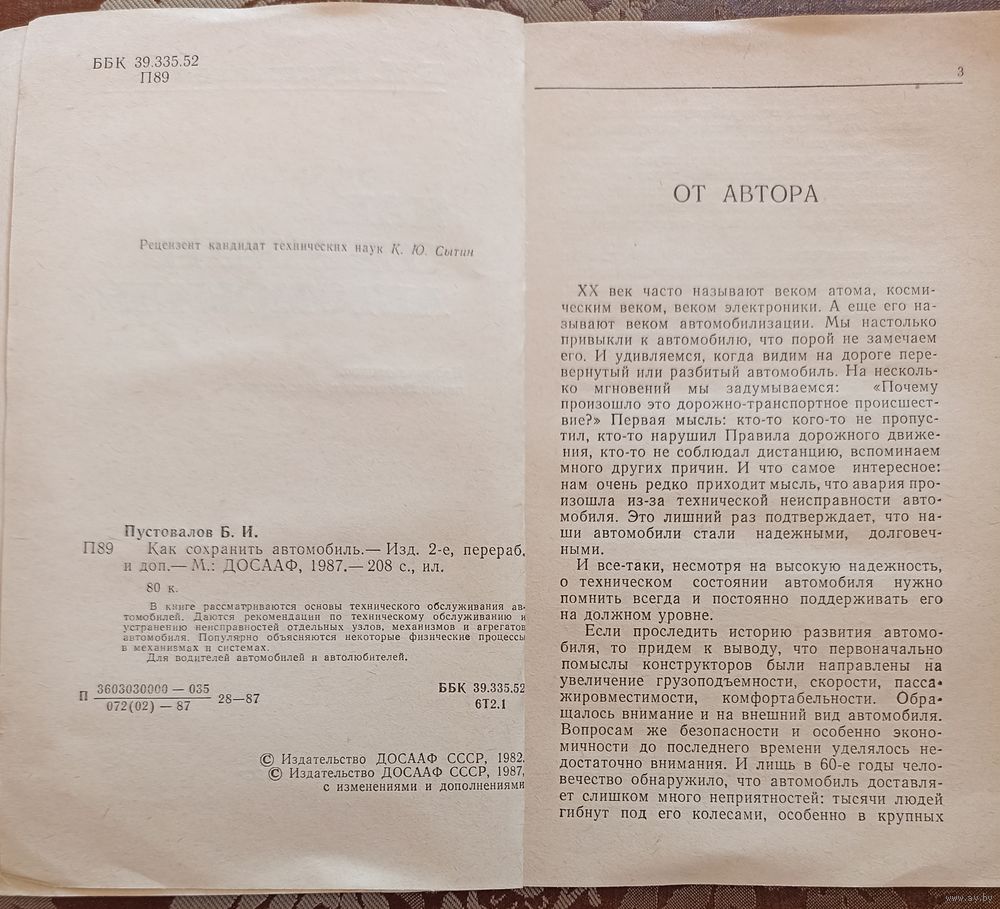 ББК 39.335.52
П89
Рецензент кандидат технических наук К. Ю. Сытин
Пустовалов Б. И.
П89 Как сохранить автомобиль.— Изд. 2-е, перераб.
и доп.— М.: ДОСААФ, 1987.— 208 с., ил.
80 к.
В книге рассматриваются основы технического обслуживания ав-
томобилей. Даются рекомендации по техническому обслуживанию и
устранению неисправностей отдельных узлов, механизмов и агрегатов
автомобиля. Популярно объясняются некоторые физические процессы
в механизмах и системах.
Для водителей автомобилей и автолюбителей.
П 3603030000 — 035
072(02) — 87
28—87
ББК 39.335.52
6Т2.1
© Издательство ДОСААФ СССР, 1982.
© Издательство ДОСААФ СССР, 1987,
с изменениями и дополнениями
3
ОТ АВТОРА
XX век часто называют веком атома, косми-
ческим веком, веком электроники. А еще его на-
зывают веком автомобилизации. Мы настолько
привыкли к автомобилю, что порой не замечаем
его. И удивляемся, когда видим на дороге пере-
вернутый или разбитый автомобиль. На несколь-
ко мгновений мы задумываемся: «Почему
произошло это дорожно-транспортное происшест-
вие?» Первая мысль: кто-то кого-то не пропус-
тил, кто-то нарушил Правила дорожного движе-
ния, кто-то не соблюдал дистанцию, вспоминаем
много других причин. И что самое интересное:
нам очень редко приходит мысль, что авария про-
изошла из-за технической неисправности авто-
мобиля. Это лишний раз подтверждает, что на-
ши автомобили стали надежными, долговеч-
ными.
И все-таки, несмотря на высокую надежность,
о техническом состоянии автомобиля нужно
помнить всегда и постоянно поддерживать его
на должном уровне.
Если проследить историю развития автомо-
биля, то придем к выводу, что первоначально
помыслы конструкторов были направлены на
увеличение грузоподъемности, скорости, пасса-
жировместимости, комфортабельности. Обра-
щалось внимание и на внешний вид автомобиля.
Вопросам же безопасности и особенно эконо-
мичности до последнего времени уделялось не-
достаточно внимания. И лишь в 60-е годы чело-
вечество обнаружило, что автомобиль доставля-
ет слишком много неприятностей: тысячи людей
гибнут под его колесами, особенно в крупных
www.ay.by